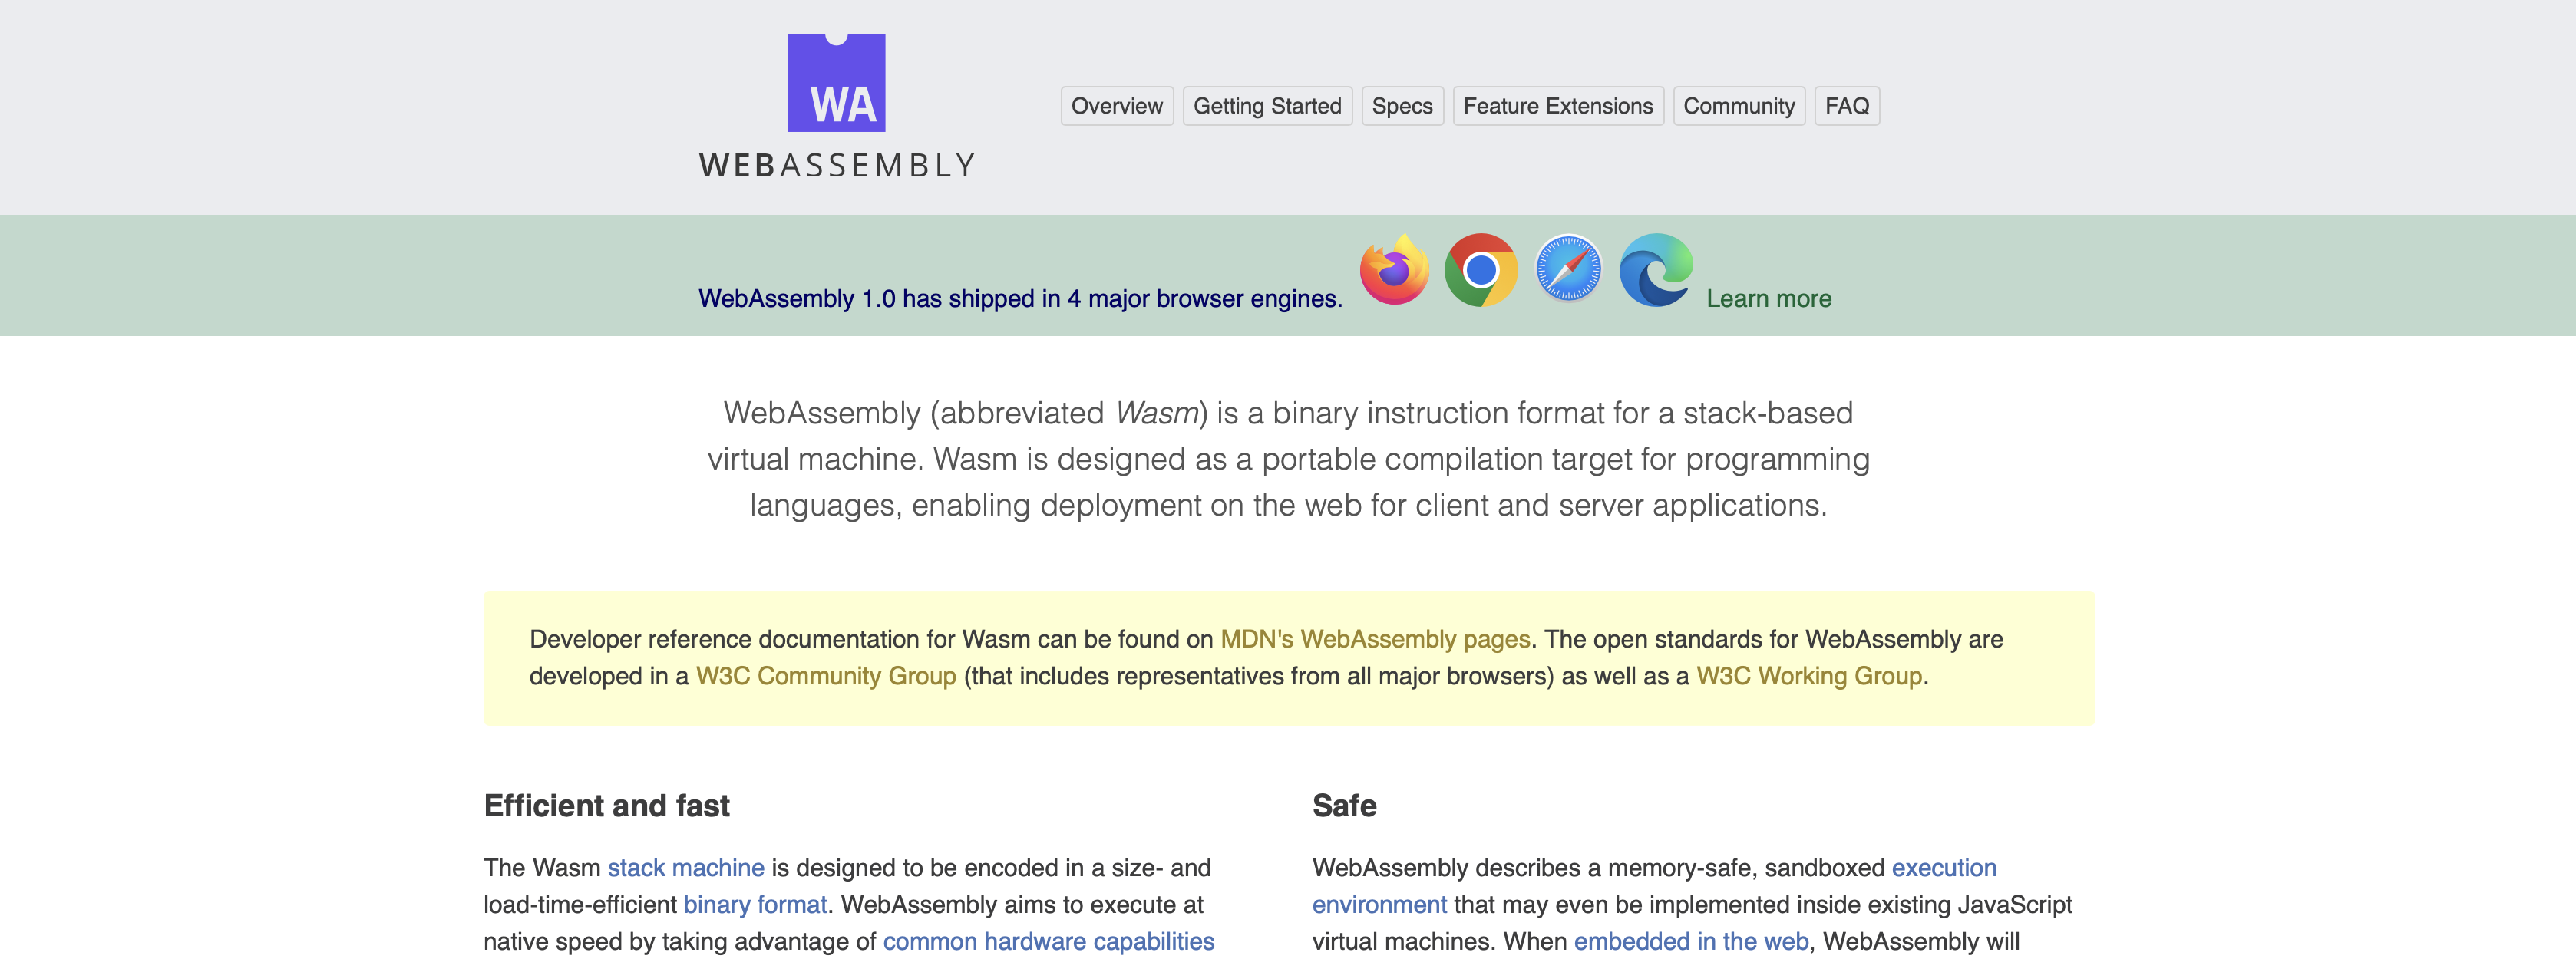 WA
WEBASSEMBLY
Overview
Getting Started
Specs
Feature Extensions
Community
FAQ
WebAssembly 1.0 has shipped in 4 major browser engines. Learn more
WebAssembly (abbreviated Wasm) is a binary instruction format for a stack-based
virtual machine. Wasm is designed as a portable compilation target for programming
languages, enabling deployment on the web for client and server applications.
Developer reference documentation for Wasm can be found on MDN's WebAssembly pages. The open standards for WebAssembly are
developed in a W3C Community Group (that includes representatives from all major browsers) as well as a W3C Working Group.
Efficient and fast
The Wasm stack machine is designed to be encoded in a size- and
load-time-efficient binary format. WebAssembly aims to execute at
native speed by taking advantage of common hardware capabilities
Safe
WebAssembly describes a memory-safe, sandboxed execution
environment that may even be implemented inside existing JavaScript
virtual machines. When embedded in the web, WebAssembly will